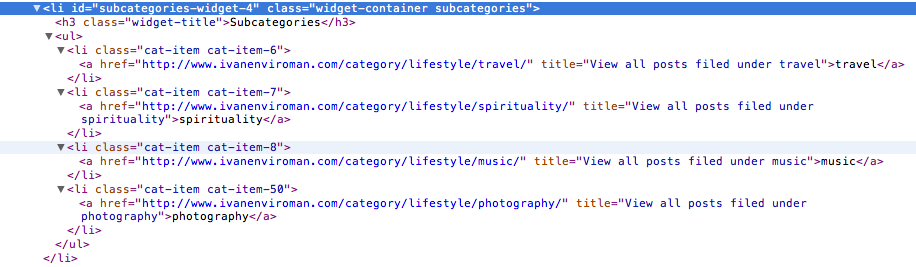 ▼<li id="subcategories-widget-4" class="widget-container subcategories">
<h3 class="widget-title">Subcategories</h3>
▼<ul>
▼<li class="cat-item cat-item-6">
<a href="http://www.ivanenviroman.com/category/lifestyle/travel/" title="View all posts filed under travel">travel</a>
</li>
▼<li class="cat-item cat-item-7">
<a href="http://www.ivanenviroman.com/category/lifestyle/spirituality/" title="View all posts filed under
spirituality">spirituality</a>
</li>
▼<li class="cat-item cat-item-8">
<a href="http://www.ivanenviroman.com/category/lifestyle/music/" title="View all posts filed under music">music</a>
</li>
▼<li class="cat-item cat-item-50">
<a href="http://www.ivanenviroman.com/category/lifestyle/photography/" title="View all posts filed under
photography">photography</a>
</li>
</ul>
</li>